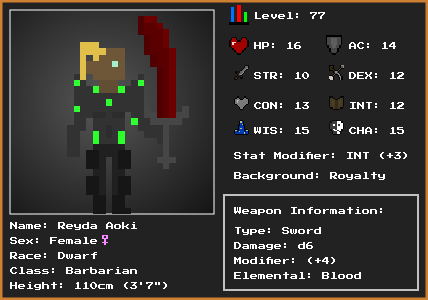 Level: 77
HP: 16 AC: 14
STR: 10 DEX: 12
CON: 13 INT: 12
WIS: 15 CHA: 15
Stat Modifier: INT (+3)
Background: Royalty
Name: Reyda Aoki
Sex: Female♀
Race: Dwarf
Class: Barbarian
Height: 110cm (3'7")
Weapon Information:
Type: Sword
Damage: d6
Modifier: (+4)
Elemental: Blood